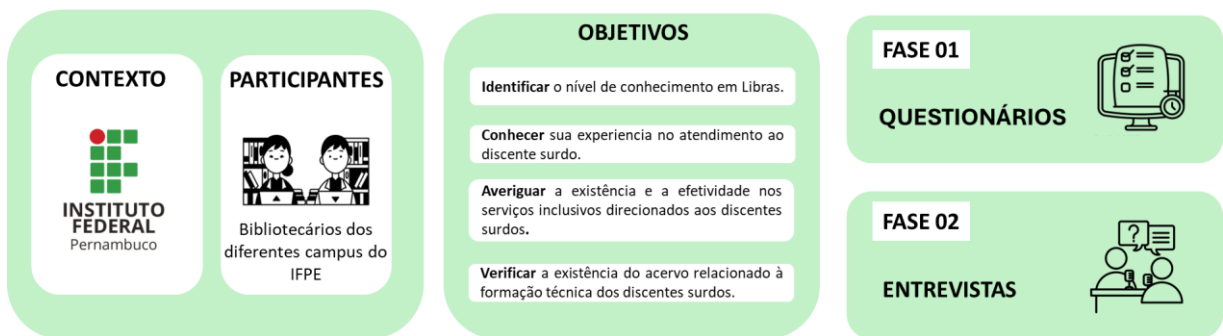 CONTEXTO
INSTITUTO
FEDERAL
Pernambuco
PARTICIPANTES
Bibliotecários dos
diferentes campus do
IFPE
OBJETIVOS
Identificar o nível de conhecimento em Libras.
Conhecer sua experiencia no atendimento ao
discente surdo.
Averiguar a existência e a efetividade nos
serviços inclusivos direcionados aos discentes
surdos.
Verificar a existência do acervo relacionado à
formação técnica dos discentes surdos.
FASE 01
QUESTIONÁRIOS
FASE 02
?
ENTREVISTAS